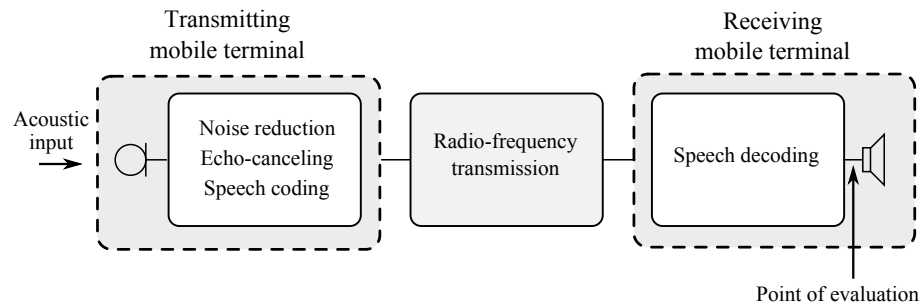 Transmitting
mobile terminal
Receiving
mobile terminal
Acoustic
input
Noise reduction
Echo-canceling
Speech coding
Radio-frequency
transmission
Speech decoding
Point of evaluation